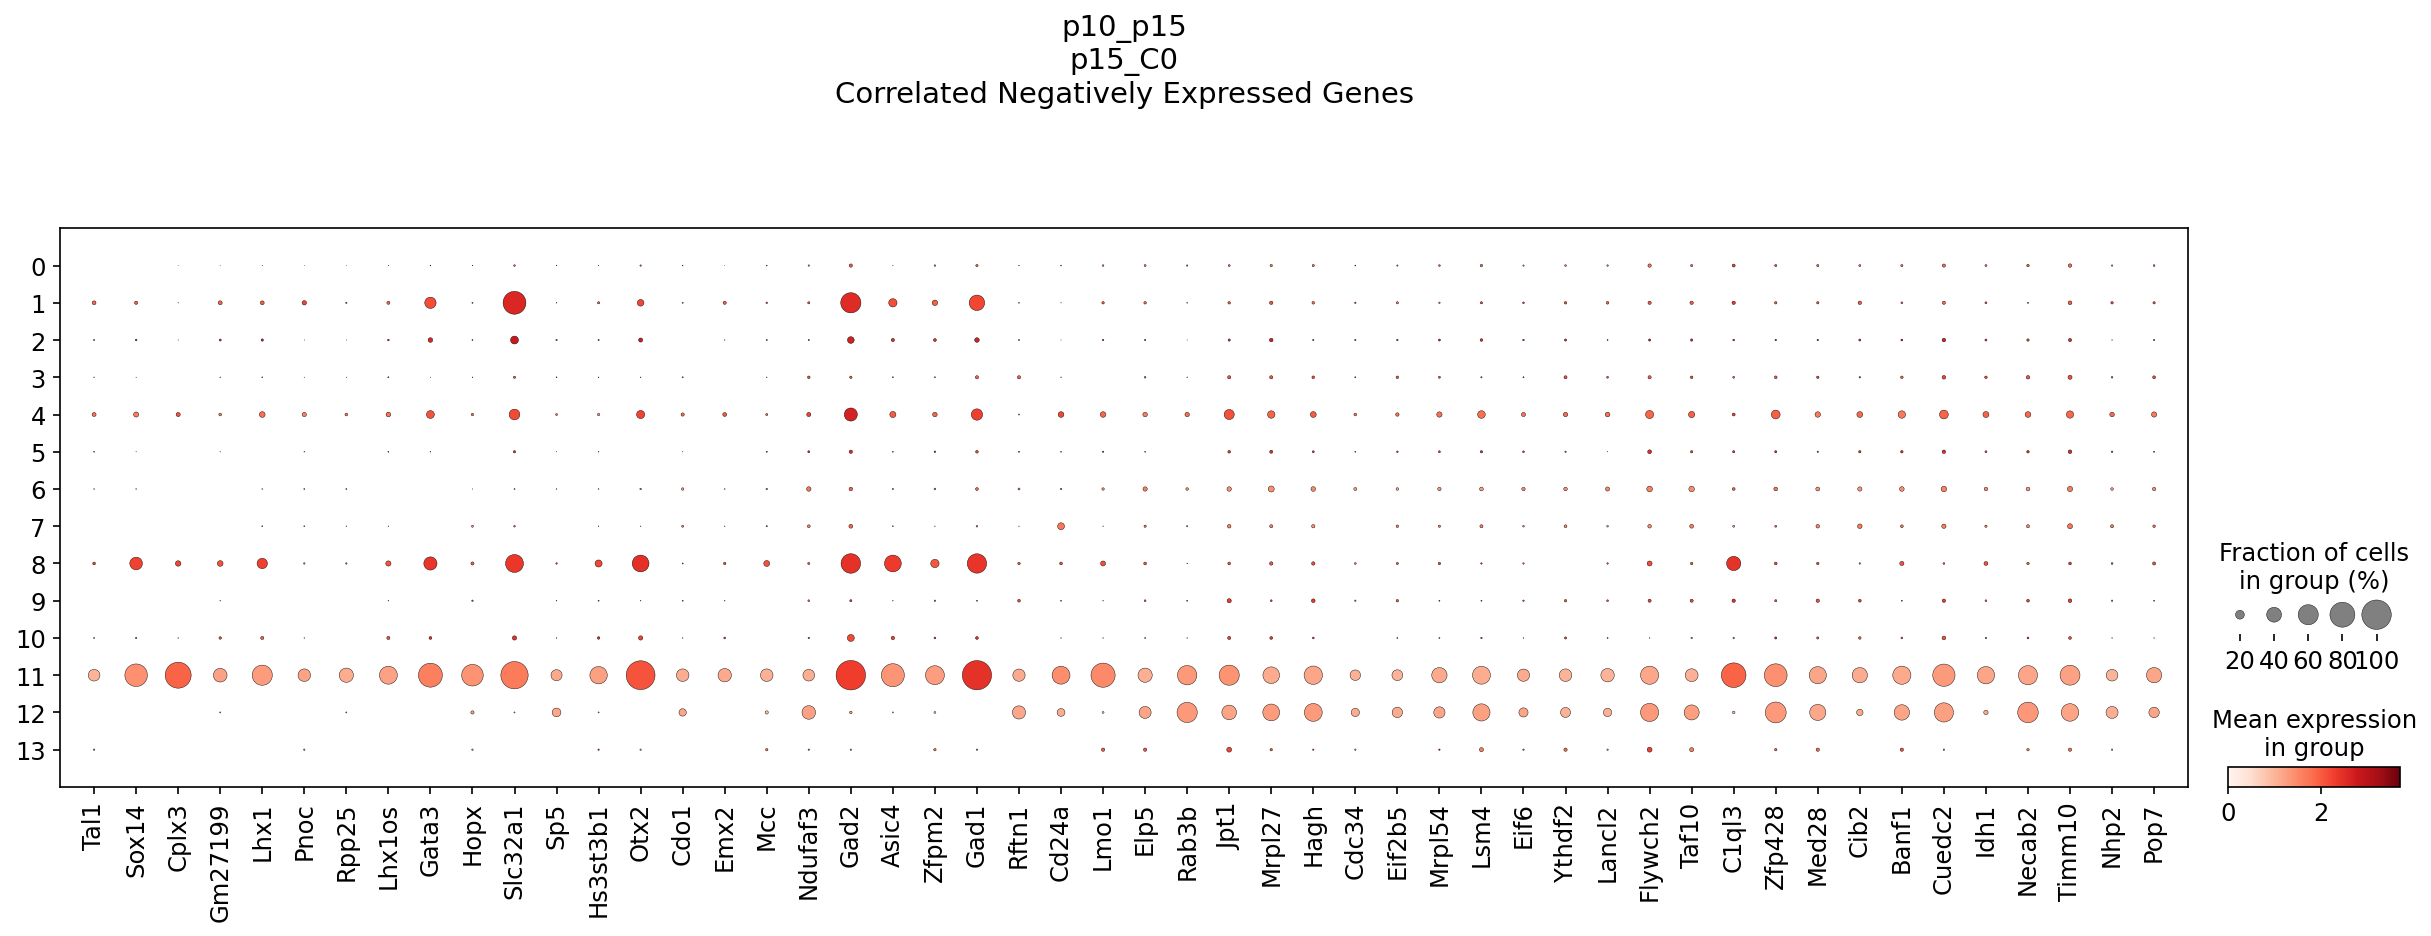 p10_p15
p15_C0
Correlated Negatively Expressed Genes
0
1
2
3
4
5
6
7
8
9
10
11
12
13
Tal1
Sox14
Cplx3
Gm27199
Lhx1
Pnoc
Rpp25
Lhx1os
Gata3
Hopx
Slc32a1
Sp5
Hs3st3b1
Otx2
Cdo1
Emx2
Mcc
Ndufaf3
Gad2
Asic4
Zfpm2
Gad1
Rftn1
Cd24a
Lmo1
Elp5
Rab3b
Jpt1
Mrpl27
Hagh
Cdc34
Eif2b5
Mrpl54
Lsm4
Eif6
Ythdf2
Lancl2
Flywch2
Taf10
C1ql3
Zfp428
Med28
Cib2
Banf1
Cuedc2
Idh1
Necab2
Timm10
Nhp2
Pop7
Fraction of cells
in group (%)
20 40 60 80 100
Mean expression
in group
0 2